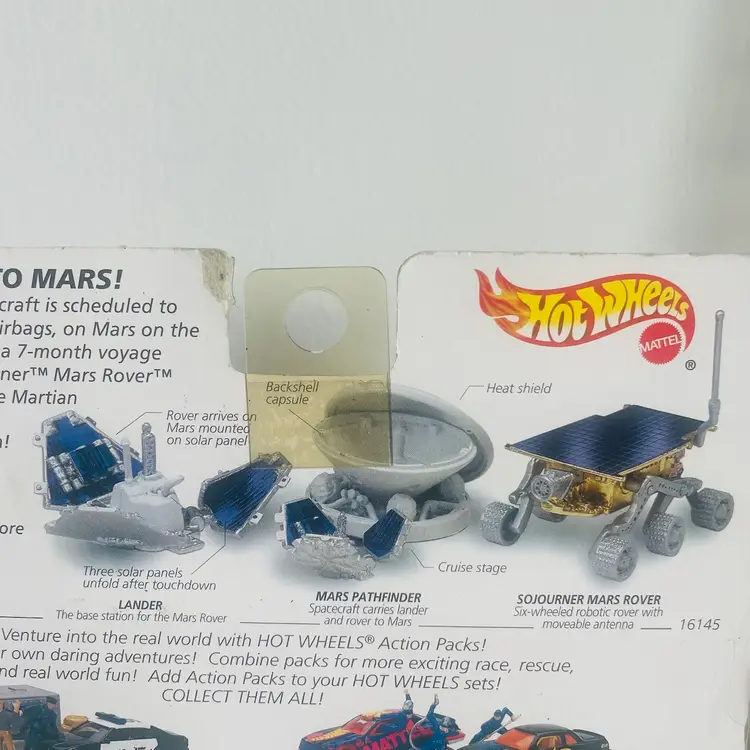 TO MARS!
craft is scheduled to
irbags, on Mars on the
a 7-month voyage
ner™ Mars Rover™
e Martian
n!
ore
HOT WHEELS
MATTEL
®
Rover arrives on
Mars mounted
on solar panel
Backshell
capsule
Heat shield
Three solar panels
unfold after touchdown
Cruise stage
LANDER
The base station for the Mars Rover
MARS PATHFINDER
Spacecraft carries lander
and rover to Mars
SOJOURNER MARS ROVER
Six-wheeled robotic rover with
moveable antenna
16145
Venture into the real world with HOT WHEELS® Action Packs!
r own daring adventures! Combine packs for more exciting race, rescue,
nd real world fun! Add Action Packs to your HOT WHEELS sets!
COLLECT THEM ALL!
MATTEL